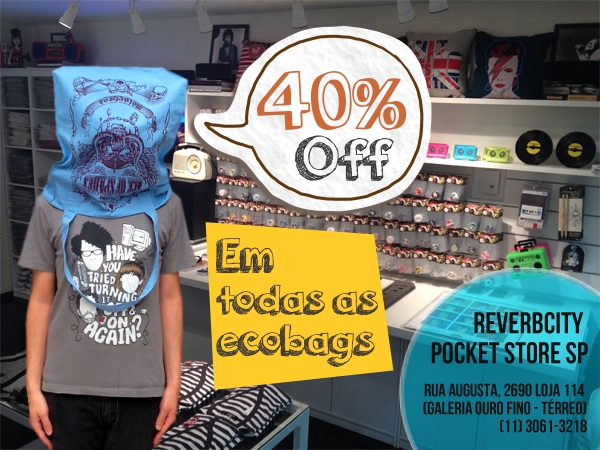 40%
Off
Em
todas as
ecobags
HAVE
YOU
TRIED
TURNING
IT
OFF &
ON
AGAIN?
REVERBCITY
POCKET STORE SP
RUA AUGUSTA, 2690 LOJA 114
(GALERIA OURO FINO - TÉRREO)
(11) 3061-3218